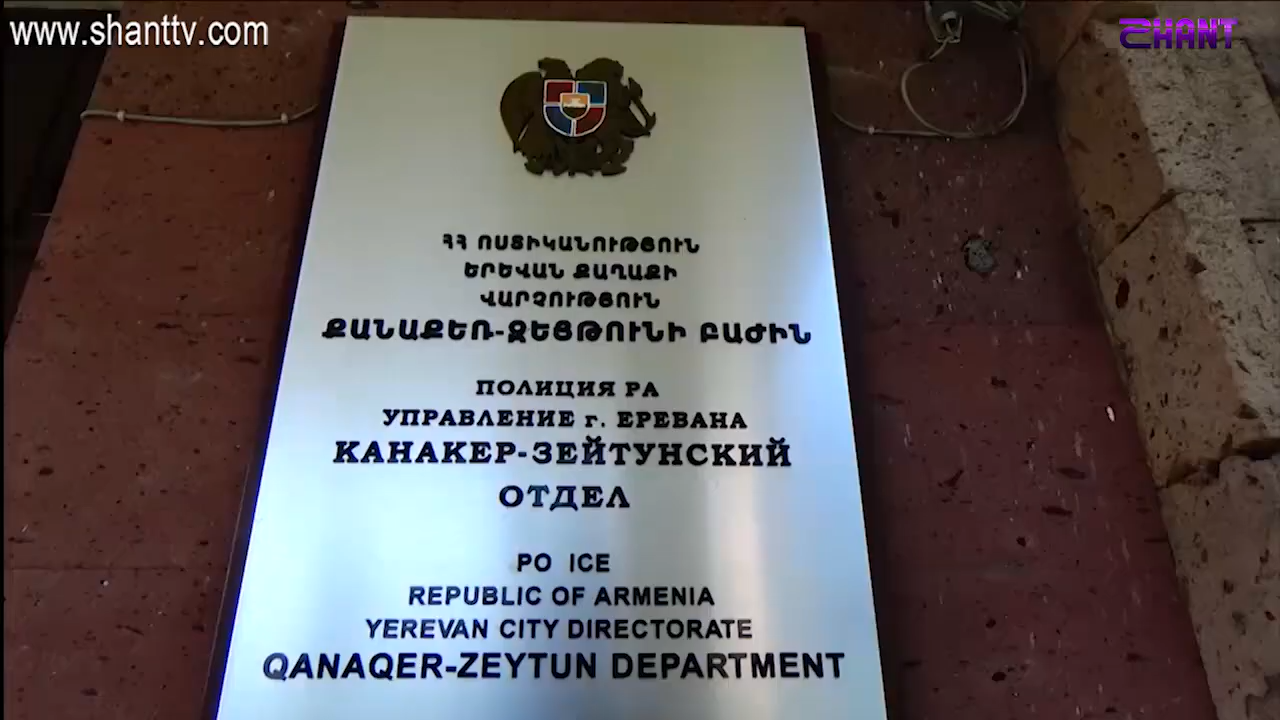 www.shanttv.com
SHANT
ՀՀ ՈՍՏԻԿԱՆՈՒԹՅՈՒՆ
ԵՐԵՎԱՆ ՔԱՂԱՔԻ
ՎԱՐՉՈՒԹՅՈՒՆ
ՔԱՆԱՔԵՌ-ԶԵՅԹՈՒՆԻ ԲԱԺԻՆ
ПОЛИЦИЯ РА
УПРАВЛЕНИЕ г. ЕРЕВАНА
КАНАКЕР-ЗЕЙТУНСКИЙ
ОТДЕЛ
PO ICE
REPUBLIC OF ARMENIA
YEREVAN CITY DIRECTORATE
QANAQER-ZEYTUN DEPARTMENT